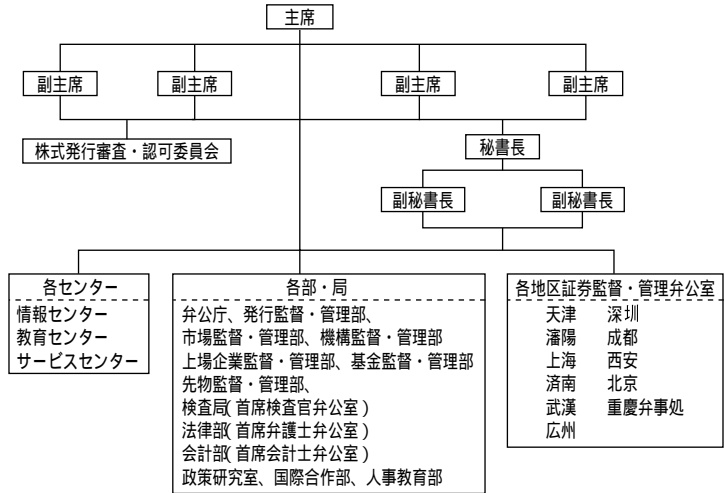 主席
副主席
副主席
副主席
副主席
株式発行審査・認可委員会
秘書長
副秘書長
副秘書長
各センター
情報センター
教育センター
サービスセンター
各部・局
弁公庁、発行監督・管理部、
市場監督・管理部、機構監督・管理部
上場企業監督・管理部、基金監督・管理部
先物監督・管理部、
検査局(首席検査官弁公室)
法律部(首席弁護士弁公室)
会計部(首席会計士弁公室)
政策研究室、国際合作部、人事教育部
各地区証券監督・管理弁公室
天津 深圳
瀋陽 成都
上海 西安
済南 北京
武漢 重慶弁事処
広州